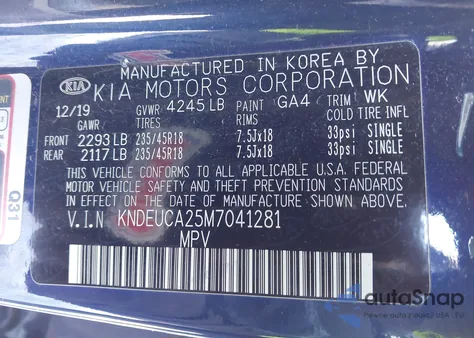 MANUFACTURED IN KOREA BY
KIA KIA MOTORS CORPORATION
12/19 GVWR 4245 LB PAINT GA4 TRIM WK
GAWR TIRES RIMS COLD TIRE INFL
FRONT 2293 LB 235/45R18 7.5Jx18 33psi SINGLE
REAR 2117 LB 235/45R18 7.5Jx18 33psi SINGLE
THIS VEHICLE CONFORMS TO ALL APPLICABLE U.S.A. FEDERAL
MOTOR VEHICLE SAFETY AND THEFT PREVENTION STANDARDS
IN EFFECT ON THE DATE OF MANUFACTURE SHOWN ABOVE.
V.I.N KNDEUCA25M7041281
MPV
Q31
autoSnap